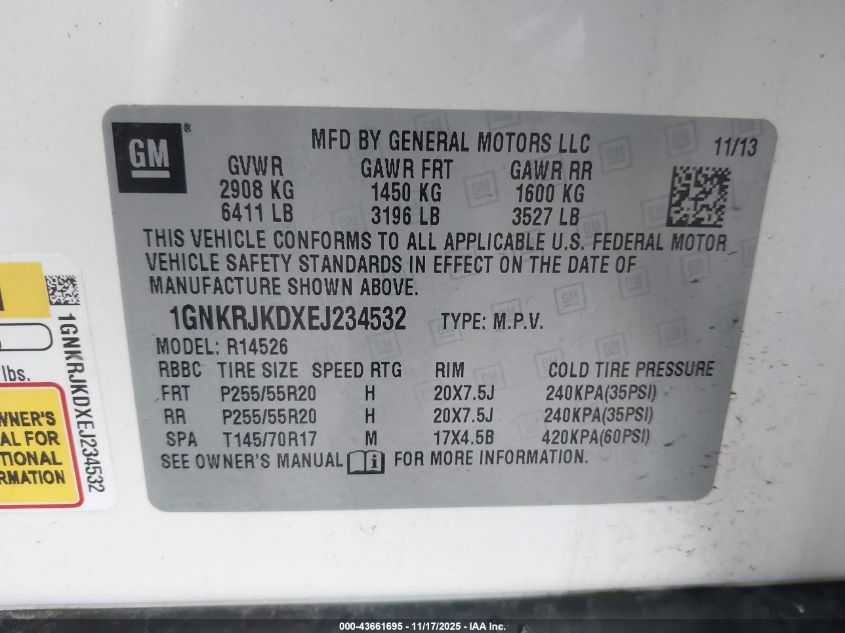 GM
®
MFD BY GENERAL MOTORS LLC
11/13
GVWR GAWR FRT GAWR RR
2908 KG 1450 KG 1600 KG
6411 LB 3196 LB 3527 LB
THIS VEHICLE CONFORMS TO ALL APPLICABLE U.S. FEDERAL MOTOR
VEHICLE SAFETY STANDARDS IN EFFECT ON THE DATE OF
MANUFACTURE SHOWN ABOVE.
1GNKRJKDXEJ234532 TYPE: M.P.V.
MODEL: R14526
RBBC TIRE SIZE SPEED RTG RIM COLD TIRE PRESSURE
FRT P255/55R20 H 20X7.5J 240KPA(35PSI)
RR P255/55R20 H 20X7.5J 240KPA(35PSI)
SPA T145/70R17 M 17X4.5B 420KPA(60PSI)
SEE OWNER'S MANUAL FOR MORE INFORMATION.
1GNKRJKDXEJ234532
lbs.
WNER'S
AL FOR
TIONAL
RMATION
000-43661695 - 11/17/2025 - IAA Inc.